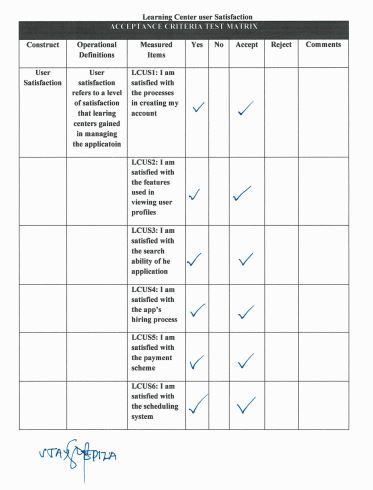 Learning Center user Satisfaction
ACCEPTANCE CRITERIA TEST MATRIX
Construct Operational Definitions Measured Items Yes No Accept Reject Comments
User Satisfaction
User satisfaction refers to a level of satisfaction that learing centers gained in managing the applicatoin
LCUS1: I am
satisfied with
the processes
in creating my
account
LCUS2: I am
satisfied with
the features
used in
viewing user
profiles
LCUS3: I am
satisfied with
the search
ability of he
application
LCUS4: I am
satisfied with
the app's
hiring process
LCUS5: I am
satisfied with
the payment
scheme
LCUS6: I am
satisfied with
the scheduling
system